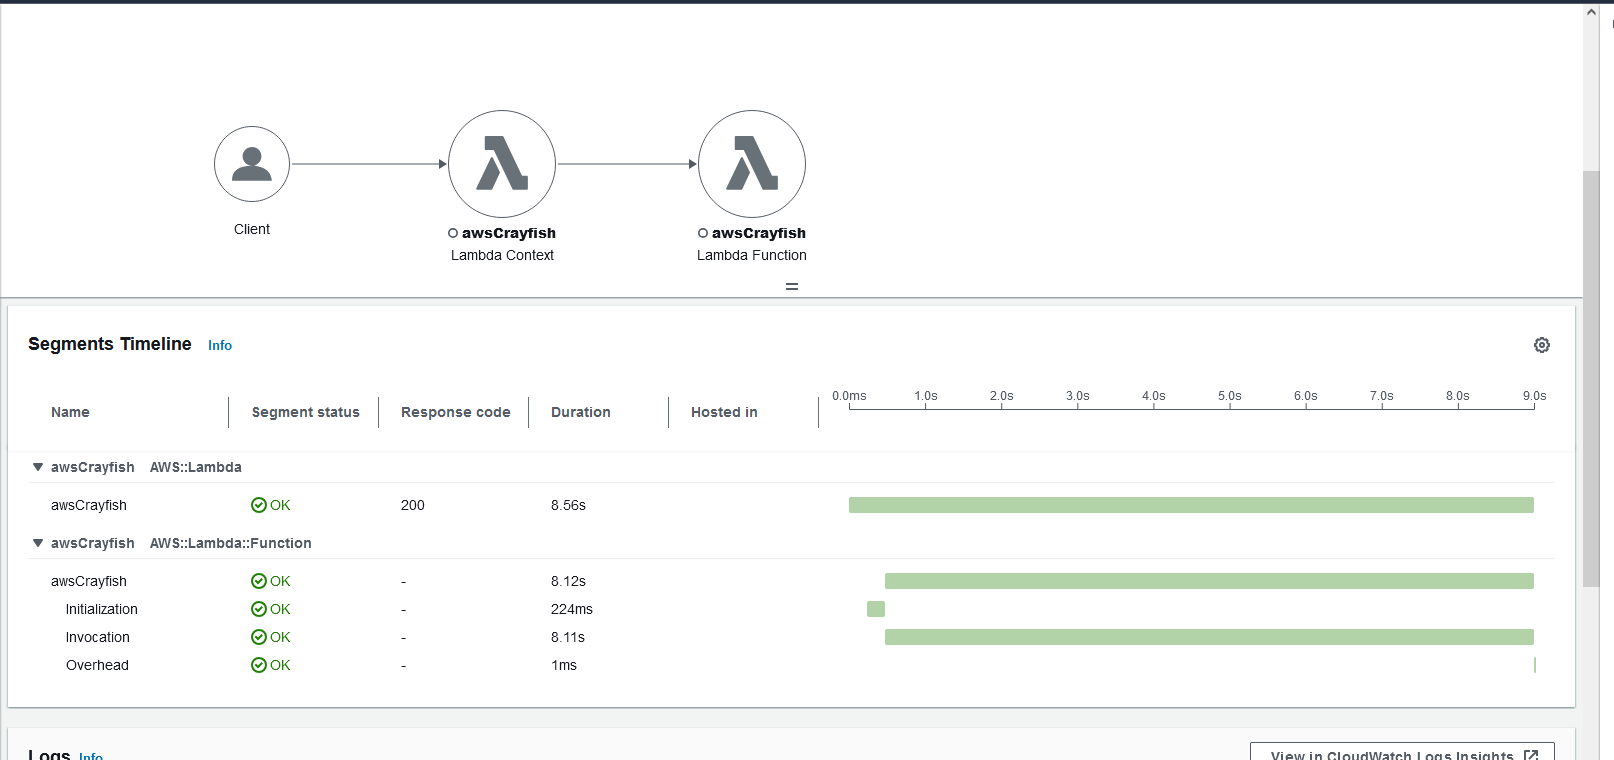 Client
awsCrayfish
Lambda Context
awsCrayfish
Lambda Function
Segments Timeline Info
Name Segment status Response code Duration Hosted in 0.0ms 1.0s 2.0s 3.0s 4.0s 5.0s 6.0s 7.0s 8.0s 9.0s
awsCrayfish AWS::Lambda
awsCrayfish OK 200 8.56s
awsCrayfish AWS::Lambda::Function
awsCrayfish OK - 8.12s
Initialization OK - 224ms
Invocation OK - 8.11s
Overhead OK - 1ms
Logs Info View in CloudWatch Logs Insights